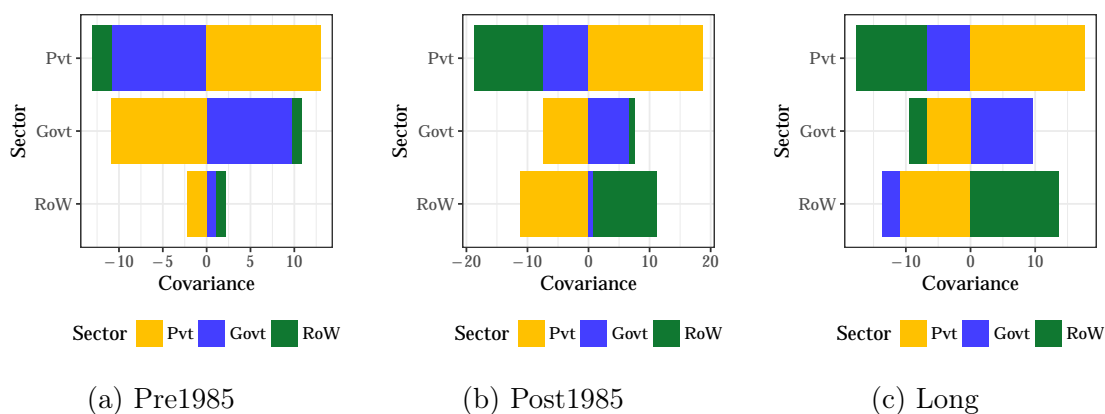 Sector
Pvt
Govt
RoW
−10 0 10
Covariance
Sector Pvt Govt RoW
(a) Pre1985
Sector
Pvt
Govt
RoW
−20 −10 0 10 20
Covariance
Sector Pvt Govt RoW
(b) Post1985
Sector
Pvt
Govt
RoW
−10 0 10
Covariance
Sector Pvt Govt RoW
(c) Long